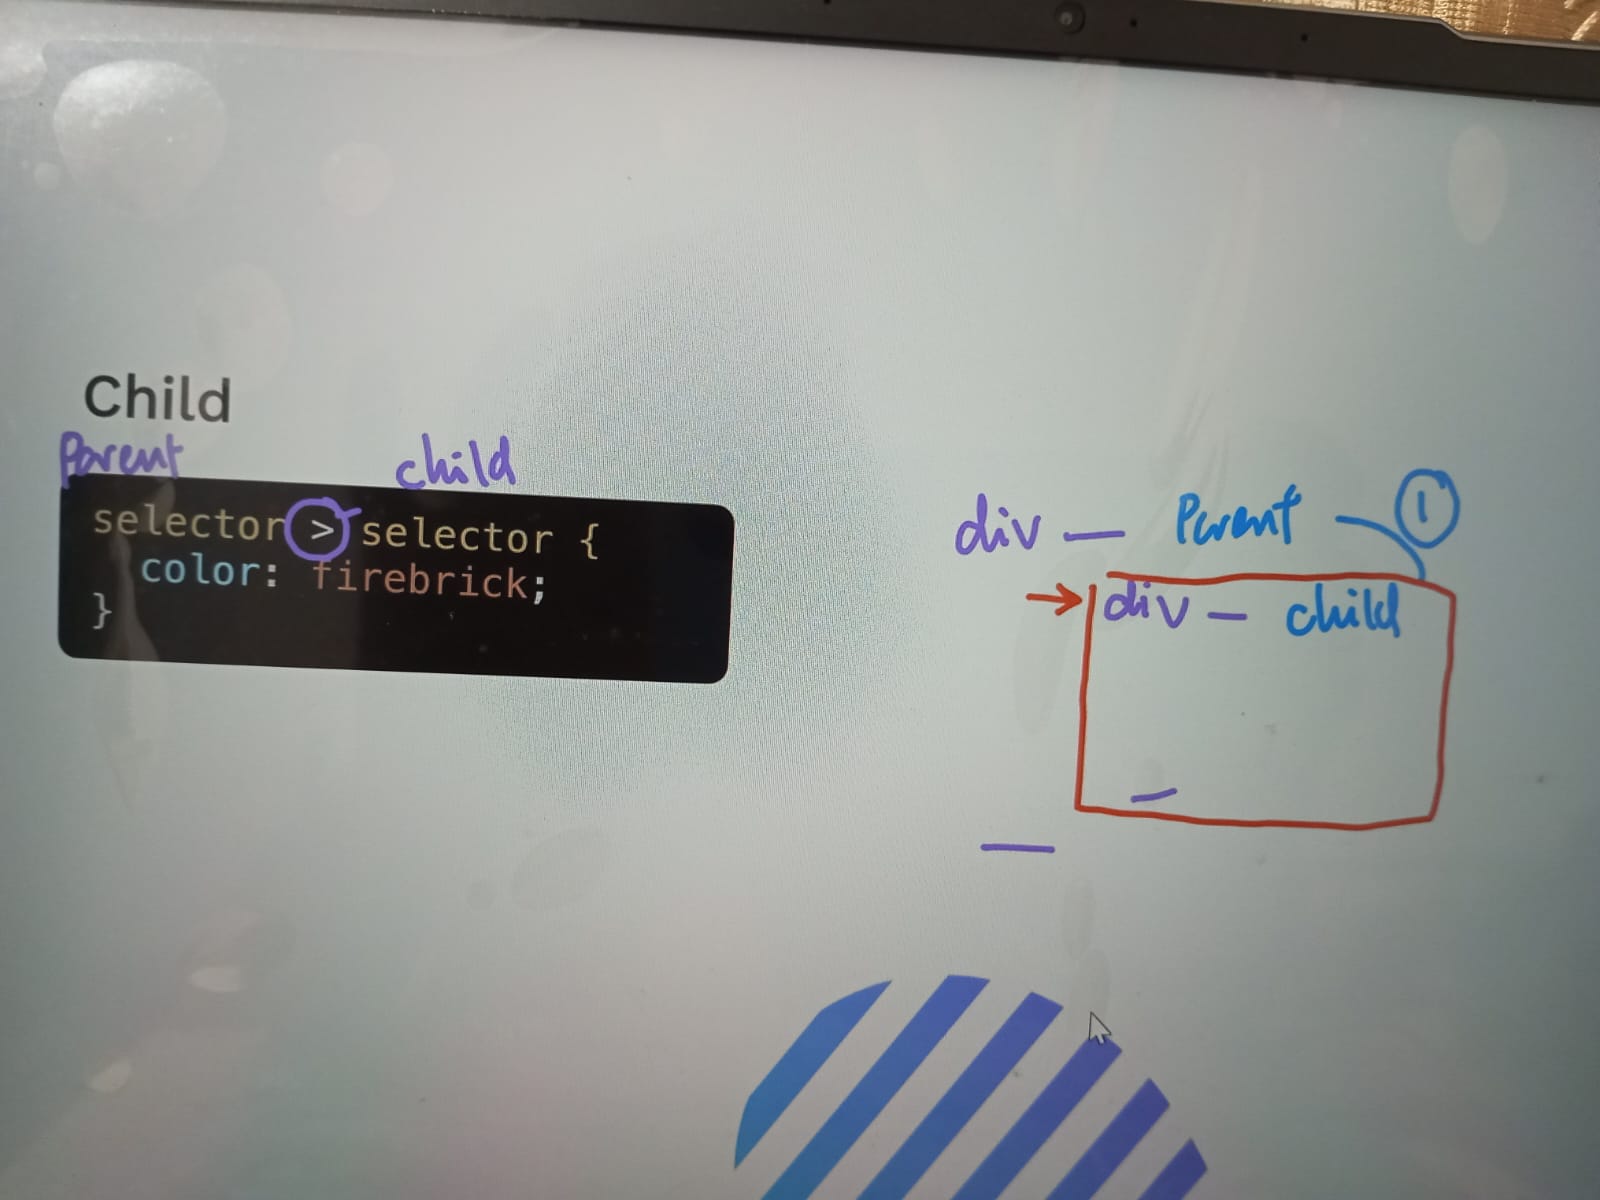 Child
Parent child
selector > selector {
color: firebrick;
}
div — Parent 1
→ div — child